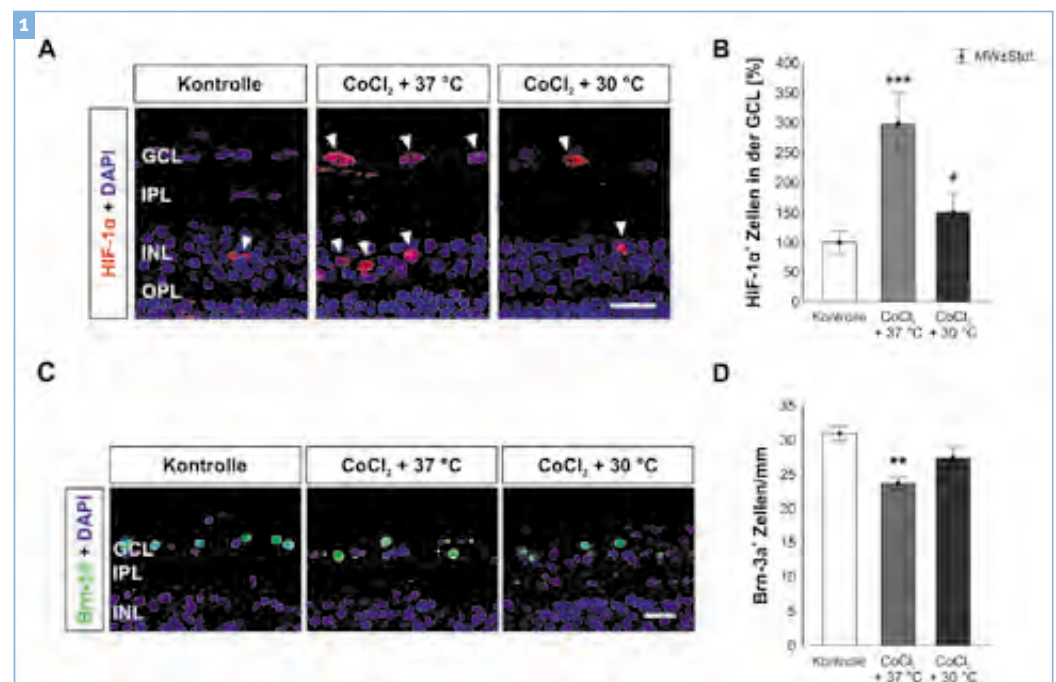 1
A
Kontrolle
CoCl₂ + 37 °C
CoCl₂ + 30 °C
HIF-1α + DAPI
GCL
IPL
INL
OPL
B
MW±Stdf.
HIF-1α⁺ Zellen in der GCL [%]
400
350
300
250
200
150
100
50
0
***
#
Kontrolle
CoCl₂
+ 37 °C
CoCl₂
+ 30 °C
C
Kontrolle
CoCl₂ + 37 °C
CoCl₂ + 30 °C
+ DAPI
GCL
IPL
INL
D
Brn-3a⁺ Zellen/mm
35
30
25
20
15
10
5
0
**
Kontrolle
CoCl₂
+ 37 °C
CoCl₂
+ 30 °C